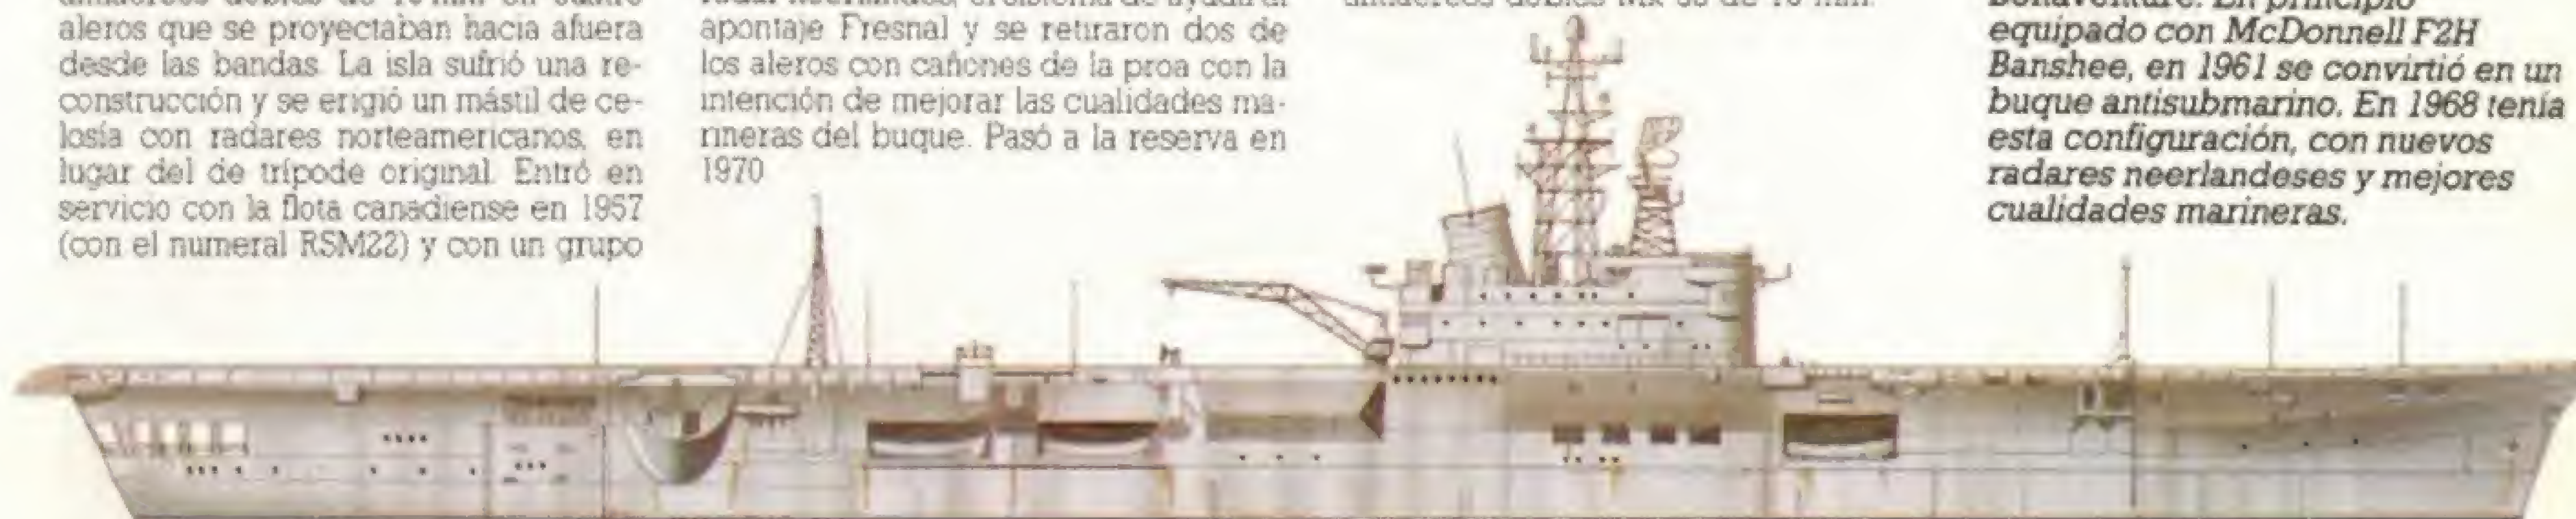 aleros que se proyectaban hacia afuera
desde las bandas. La isla sufrió una re-
construcción y se erigió un mástil de ce-
losía con radares norteamericanos, en
lugar del de trípode original. Entró en
servicio con la flota canadiense en 1957
(con el numeral RSM22) y con un grupo
apontaje Fresnal y se retiraron dos de
los aleros con cañones de la proa con la
intención de mejorar las cualidades ma-
rineras del buque. Pasó a la reserva en
1970
Bonaventure. En principio
equipado con McDonnell F2H
Banshee, en 1961 se convirtió en un
buque antisubmarino. En 1968 tenía
esta configuración, con nuevos
radares neerlandeses y mejores
cualidades marineras.